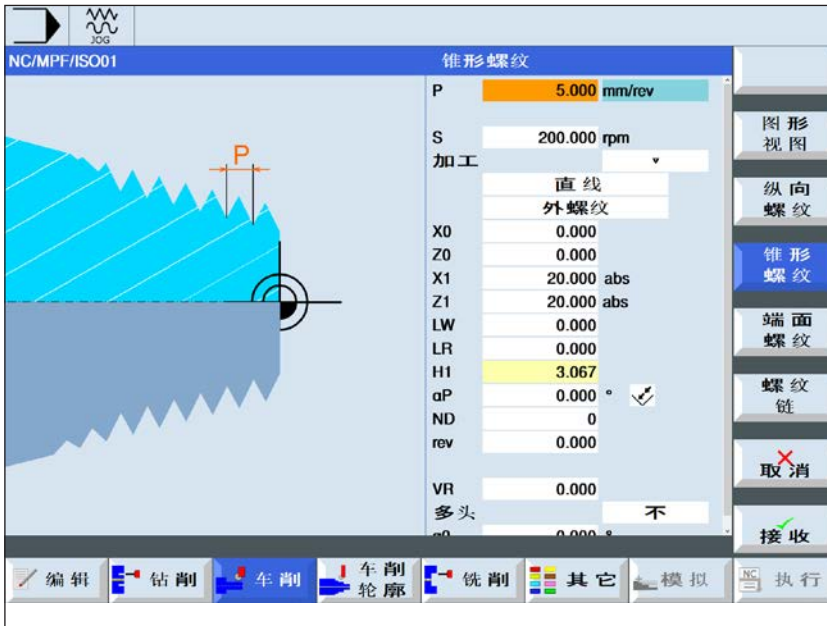 JOG
NC/MPF/ISO01
锥形螺纹
P 5.000 mm/rev
S 200.000 rpm
加工
直线
外螺纹
X0 0.000
Z0 0.000
X1 20.000 abs
Z1 20.000 abs
LW 0.000
LR 0.000
H1 3.067
αP 0.000 °
ND 0
rev 0.000
VR 0.000
多头 不
α0 0.000 °
P
图形
视图
纵向
螺纹
锥形
螺纹
端面
螺纹
螺纹
链
取消
接收
编辑
钻削
车削
车削
轮廓
铣削
其它
模拟
NC
执行